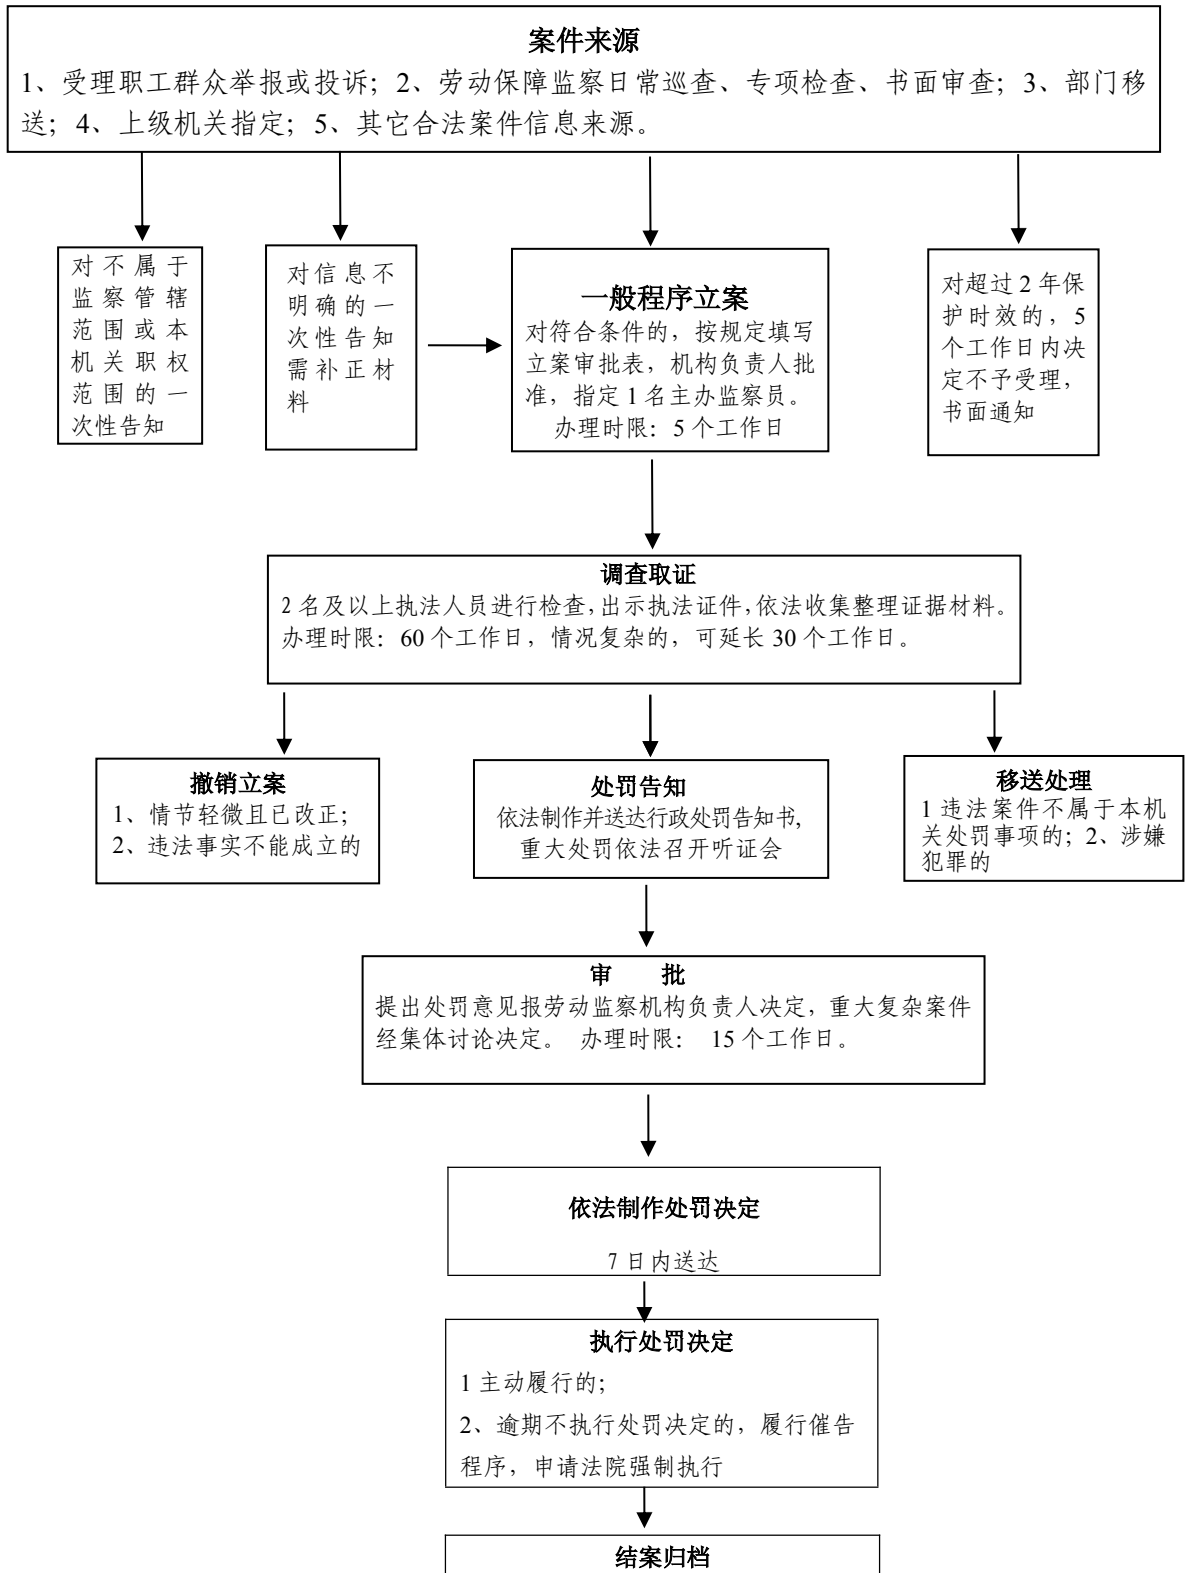 案件来源
1、受理职工群众举报或投诉；2、劳动保障监察日常巡查、专项检查、书面审查；3、部门移
送；4、上级机关指定；5、其它合法案件信息来源。
对不属于
监察管辖
范围或本
机关职权
范围的一
次性告知
对信息不
明确的一
次性告知
需补正材
料
一般程序立案
对符合条件的，按规定填写
立案审批表，机构负责人批
准，指定 1 名主办监察员。
办理时限：5 个工作日
对超过 2 年保
护时效的，5
个工作日内决
定不予受理，
书面通知
调查取证
2 名及以上执法人员进行检查，出示执法证件，依法收集整理证据材料。
办理时限：60 个工作日，情况复杂的，可延长 30 个工作日。
撤销立案
1、情节轻微且已改正；
2、违法事实不能成立的
处罚告知
依法制作并送达行政处罚告知书，
重大处罚依法召开听证会
移送处理
1 违法案件不属于本机
关处罚事项的；2、涉嫌
犯罪的
审 批
提出处罚意见报劳动监察机构负责人决定，重大复杂案件
经集体讨论决定。 办理时限： 15 个工作日。
依法制作处罚决定
7 日内送达
执行处罚决定
1 主动履行的；
2、逾期不执行处罚决定的，履行催告
程序，申请法院强制执行
结案归档